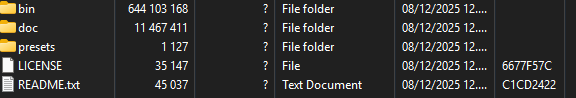 bin 644 103 168 ? File folder 08/12/2025 12....
doc 11 467 411 ? File folder 08/12/2025 12....
presets 1 127 ? File folder 08/12/2025 12....
LICENSE 35 147 ? File 08/12/2025 12.... 6677F57C
README.txt 45 037 ? Text Document 08/12/2025 12.... C1CD2422